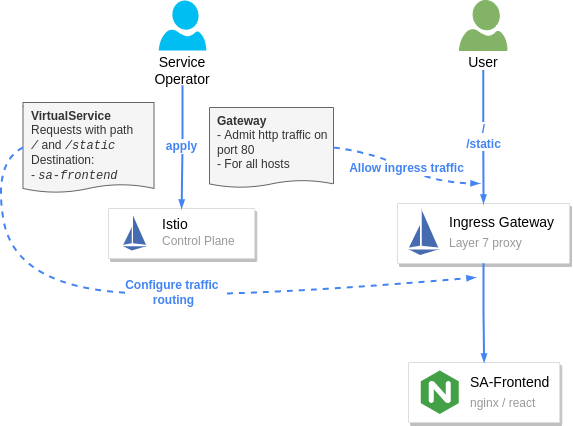 Service
Operator
User
VirtualService
Requests with path
/ and /static
Destination:
- sa-frontend
apply
Gateway
- Admit http traffic on
port 80
- For all hosts
/
/static
Allow ingress traffic
Istio
Control Plane
Ingress Gateway
Layer 7 proxy
Configure traffic
routing
N
SA-Frontend
nginx / react